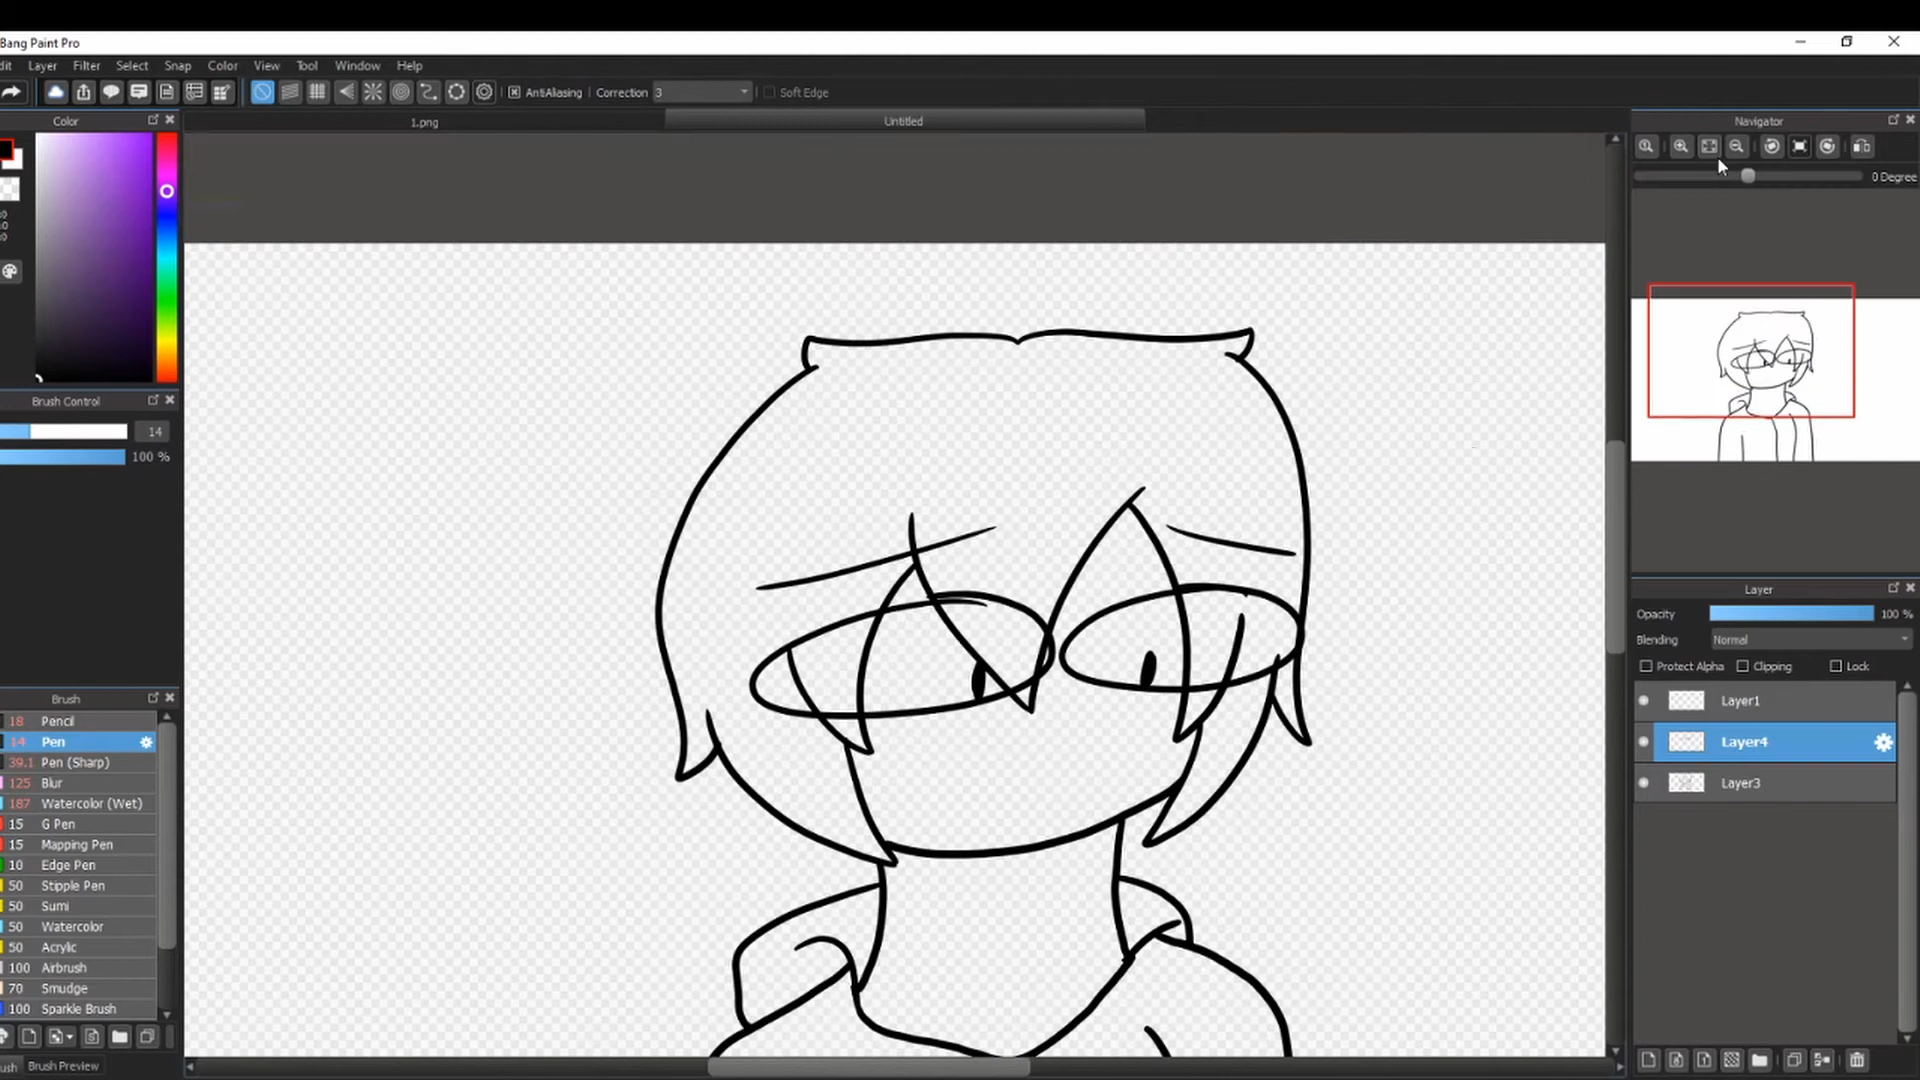 Bang Paint Pro
dit Layer Filter Select Snap Color View Tool Window Help
AntiAliasing Correction 3 Soft Edge
Color
1.png
Untitled
Navigator
0 Degree
Brush Control
14
100 %
Brush
18 Pencil
14 Pen
39.1 Pen (Sharp)
125 Blur
187 Watercolor (Wet)
15 G Pen
15 Mapping Pen
10 Edge Pen
50 Stipple Pen
50 Sumi
50 Watercolor
50 Acrylic
100 Airbrush
70 Smudge
100 Sparkle Brush
ush Brush Preview
Layer
Opacity 100 %
Blending Normal
Protect Alpha Clipping Lock
Layer1
Layer4
Layer3